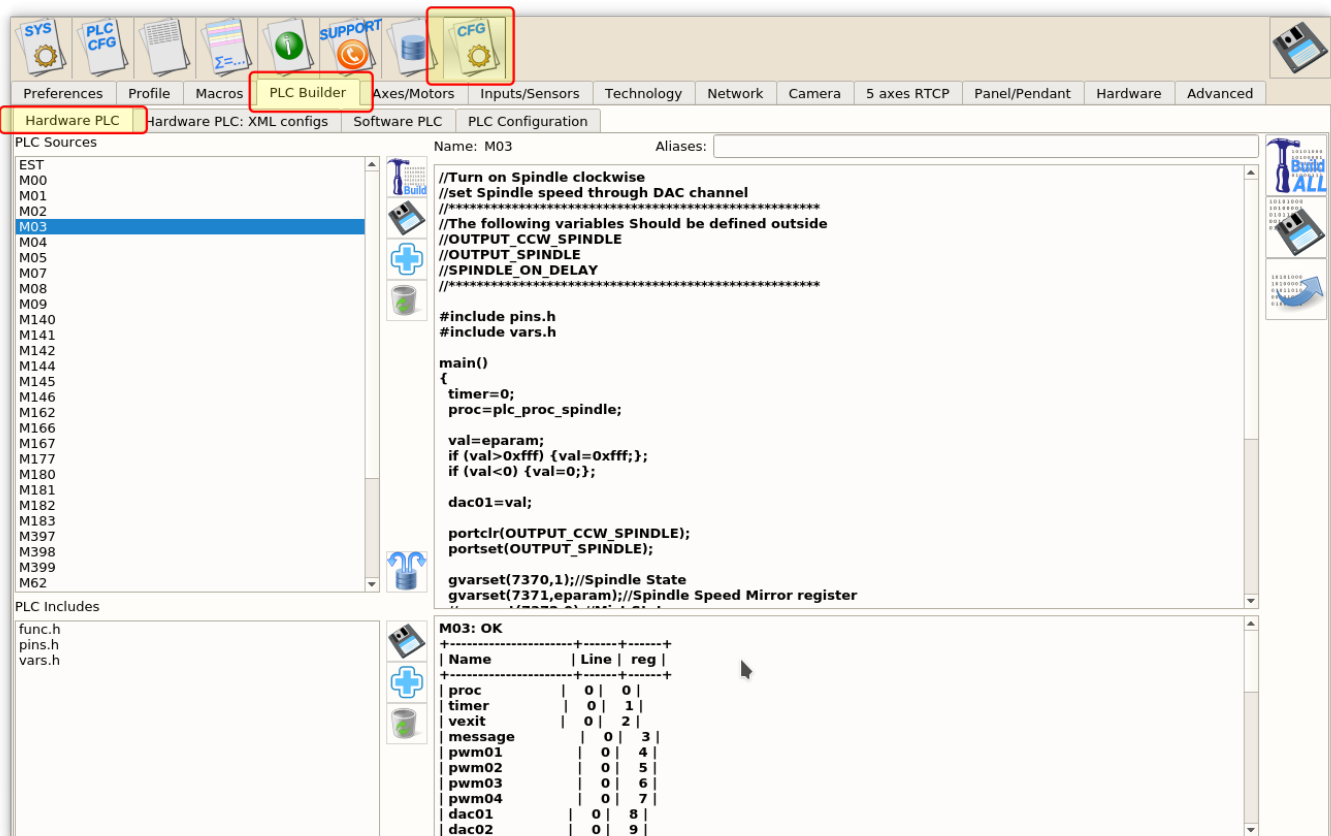 SYS
PLC CFG
Σ=...
i
SUPPORT
CFG
Preferences Profile Macros PLC Builder Axes/Motors Inputs/Sensors Technology Network Camera 5 axes RTCP Panel/Pendant Hardware Advanced
Hardware PLC Hardware PLC: XML configs Software PLC PLC Configuration
PLC Sources
EST
M00
M01
M02
M03
M04
M05
M07
M08
M09
M140
M141
M142
M144
M145
M146
M162
M166
M167
M177
M180
M181
M182
M183
M397
M398
M399
M62
PLC Includes
func.h
pins.h
vars.h
Build
Name: M03 Aliases:
//Turn on Spindle clockwise
//set Spindle speed through DAC channel
//*****************************************************
//The following variables Should be defined outside
//OUTPUT_CCW_SPINDLE
//OUTPUT_SPINDLE
//SPINDLE_ON_DELAY
//*****************************************************
#include pins.h
#include vars.h
main()
{
timer=0;
proc=plc_proc_spindle;
val=eparam;
if (val>0xfff) {val=0xfff;};
if (val<0) {val=0;};
dac01=val;
portclr(OUTPUT_CCW_SPINDLE);
portset(OUTPUT_SPINDLE);
gvarset(7370,1);//Spindle State
gvarset(7371,eparam);//Spindle Speed Mirror register
M03: OK
+----------------------+------+------+
| Name | Line | reg |
+----------------------+------+------+
| proc | 0 | 0 |
| timer | 0 | 1 |
| vexit | 0 | 2 |
| message | 0 | 3 |
| pwm01 | 0 | 4 |
| pwm02 | 0 | 5 |
| pwm03 | 0 | 6 |
| pwm04 | 0 | 7 |
| dac01 | 0 | 8 |
| dac02 | 0 | 9 |
Build ALL